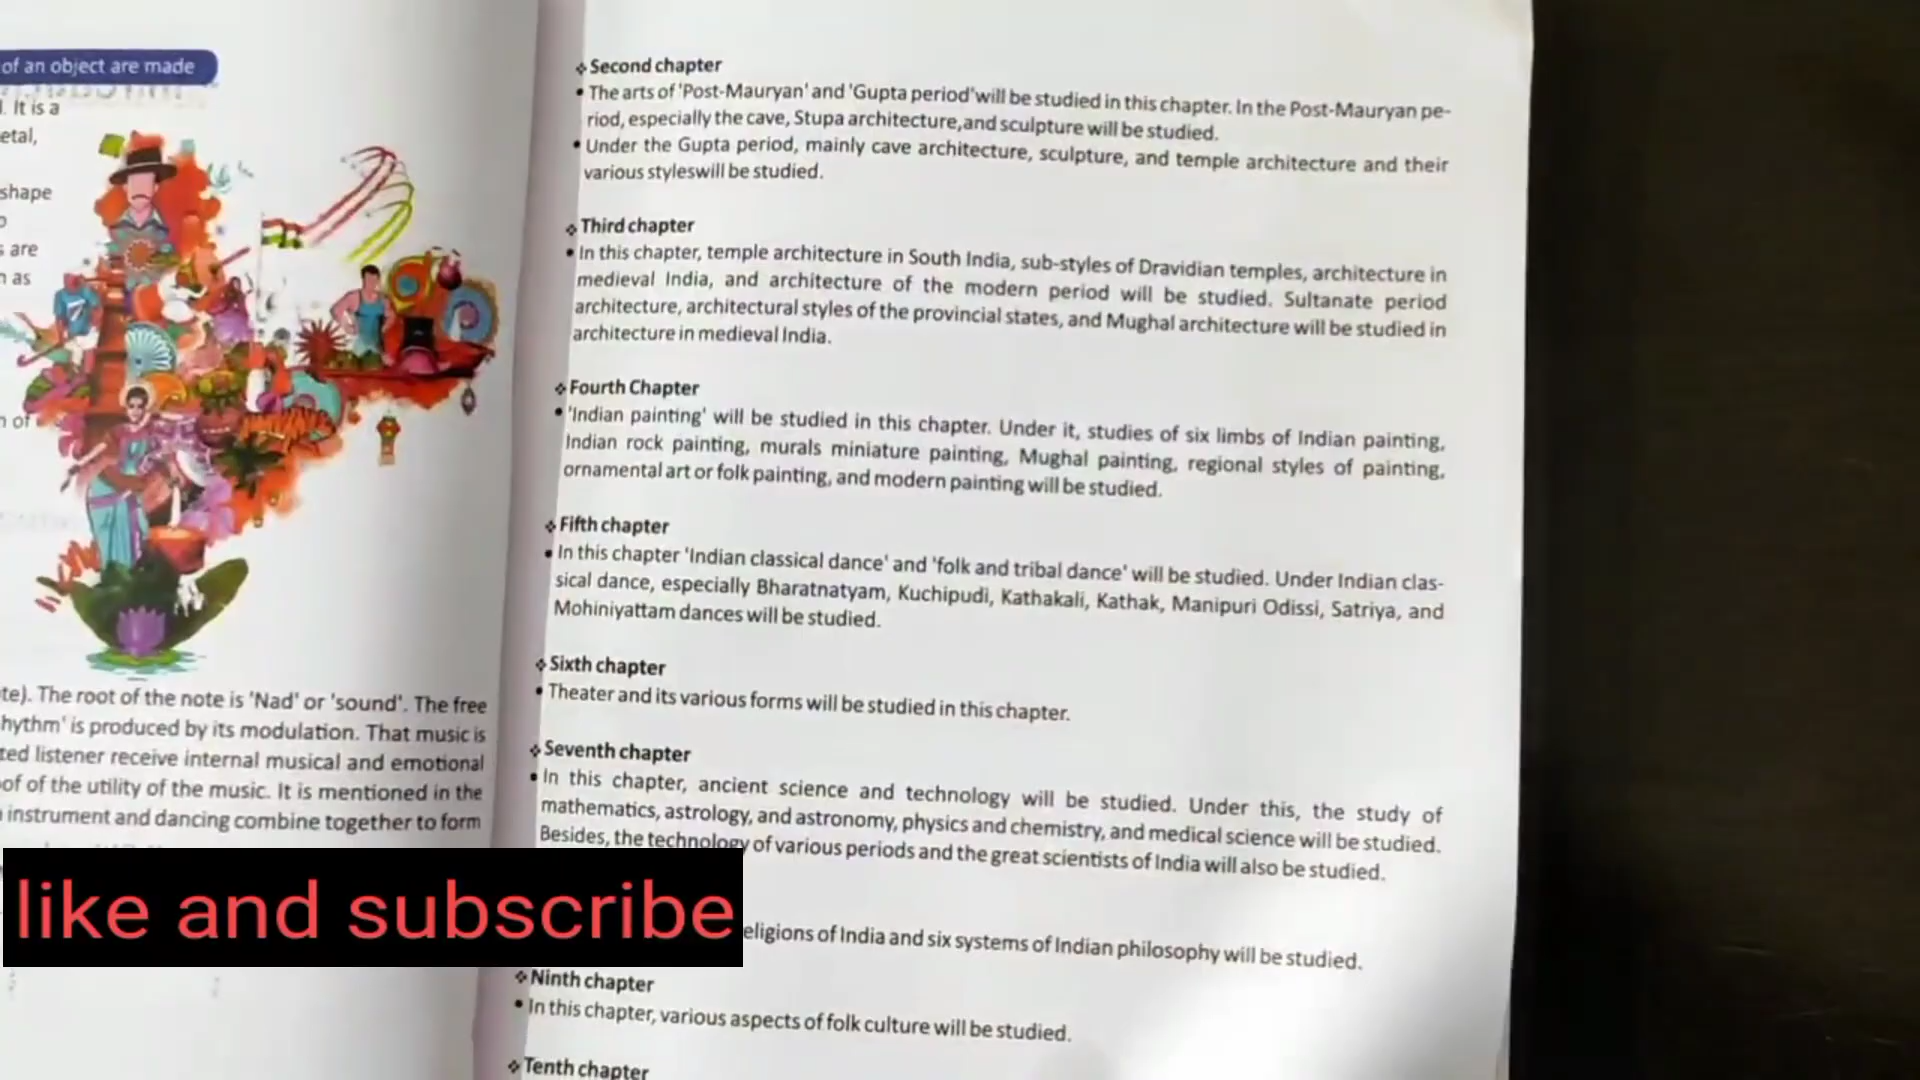 of an object are made
. It is a
etal,
shape
s are
as
of
te). The root of the note is 'Nad' or 'sound'. The free
hythm' is produced by its modulation. That music is
ted listener receive internal musical and emotional
of of the utility of the music. It is mentioned in the
instrument and dancing combine together to form
like and subscribe
❖ Second chapter
• The arts of 'Post-Mauryan' and 'Gupta period'will be studied in this chapter. In the Post-Mauryan pe-
riod, especially the cave, Stupa architecture,and sculpture will be studied.
• Under the Gupta period, mainly cave architecture, sculpture, and temple architecture and their
various styleswill be studied.
❖ Third chapter
• In this chapter, temple architecture in South India, sub-styles of Dravidian temples, architecture in
medieval India, and architecture of the modern period will be studied. Sultanate period
architecture, architectural styles of the provincial states, and Mughal architecture will be studied in
architecture in medieval India.
❖ Fourth Chapter
• 'Indian painting' will be studied in this chapter. Under it, studies of six limbs of Indian painting,
Indian rock painting, murals miniature painting, Mughal painting, regional styles of painting,
ornamental art or folk painting, and modern painting will be studied.
❖ Fifth chapter
• In this chapter 'Indian classical dance' and 'folk and tribal dance' will be studied. Under Indian clas-
sical dance, especially Bharatnatyam, Kuchipudi, Kathakali, Kathak, Manipuri Odissi, Satriya, and
Mohiniyattam dances will be studied.
❖ Sixth chapter
• Theater and its various forms will be studied in this chapter.
❖ Seventh chapter
• In this chapter, ancient science and technology will be studied. Under this, the study of
mathematics, astrology, and astronomy, physics and chemistry, and medical science will be studied.
Besides, the technology of various periods and the great scientists of India will also be studied.
eligions of India and six systems of Indian philosophy will be studied.
❖ Ninth chapter
• In this chapter, various aspects of folk culture will be studied.
❖ Tenth chapter